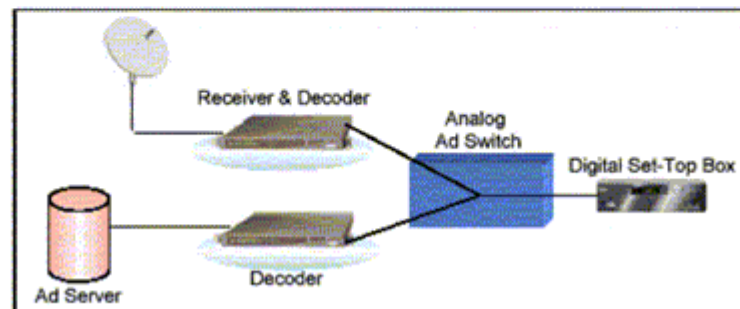 Receiver & Decoder
Analog
Ad Switch
Digital Set-Top Box
Decoder
Ad Server